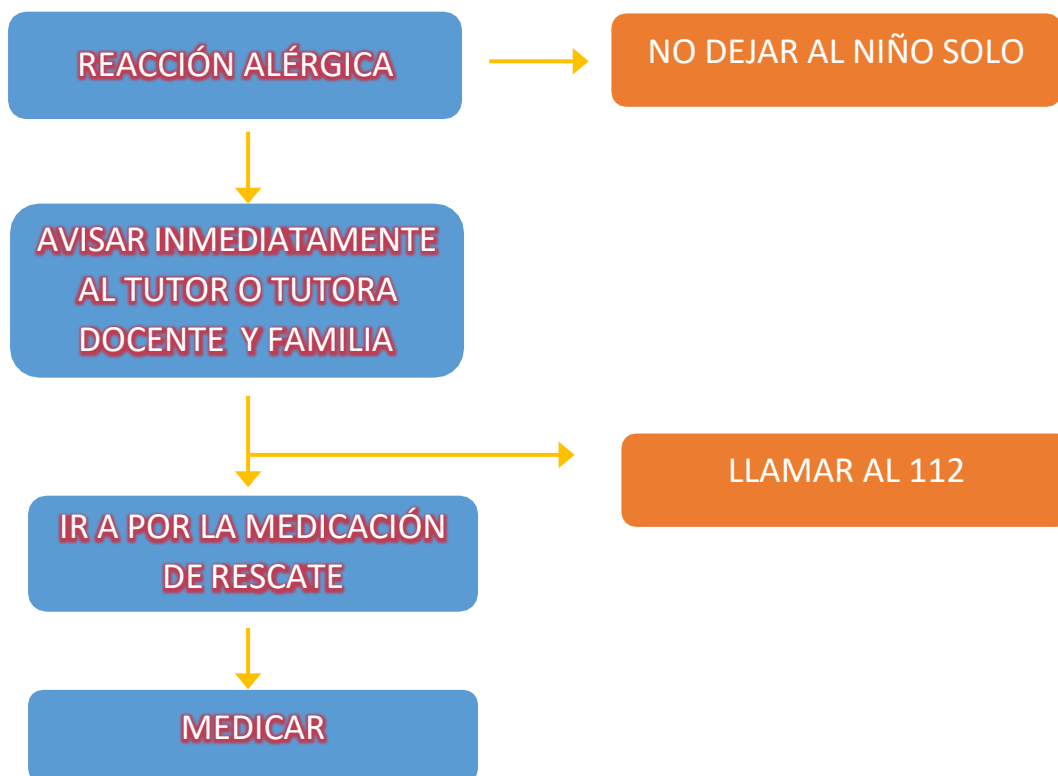 REACCIÓN ALÉRGICA
NO DEJAR AL NIÑO SOLO
AVISAR INMEDIATAMENTE
AL TUTOR O TUTORA
DOCENTE Y FAMILIA
LLAMAR AL 112
IR A POR LA MEDICACIÓN
DE RESCATE
MEDICAR